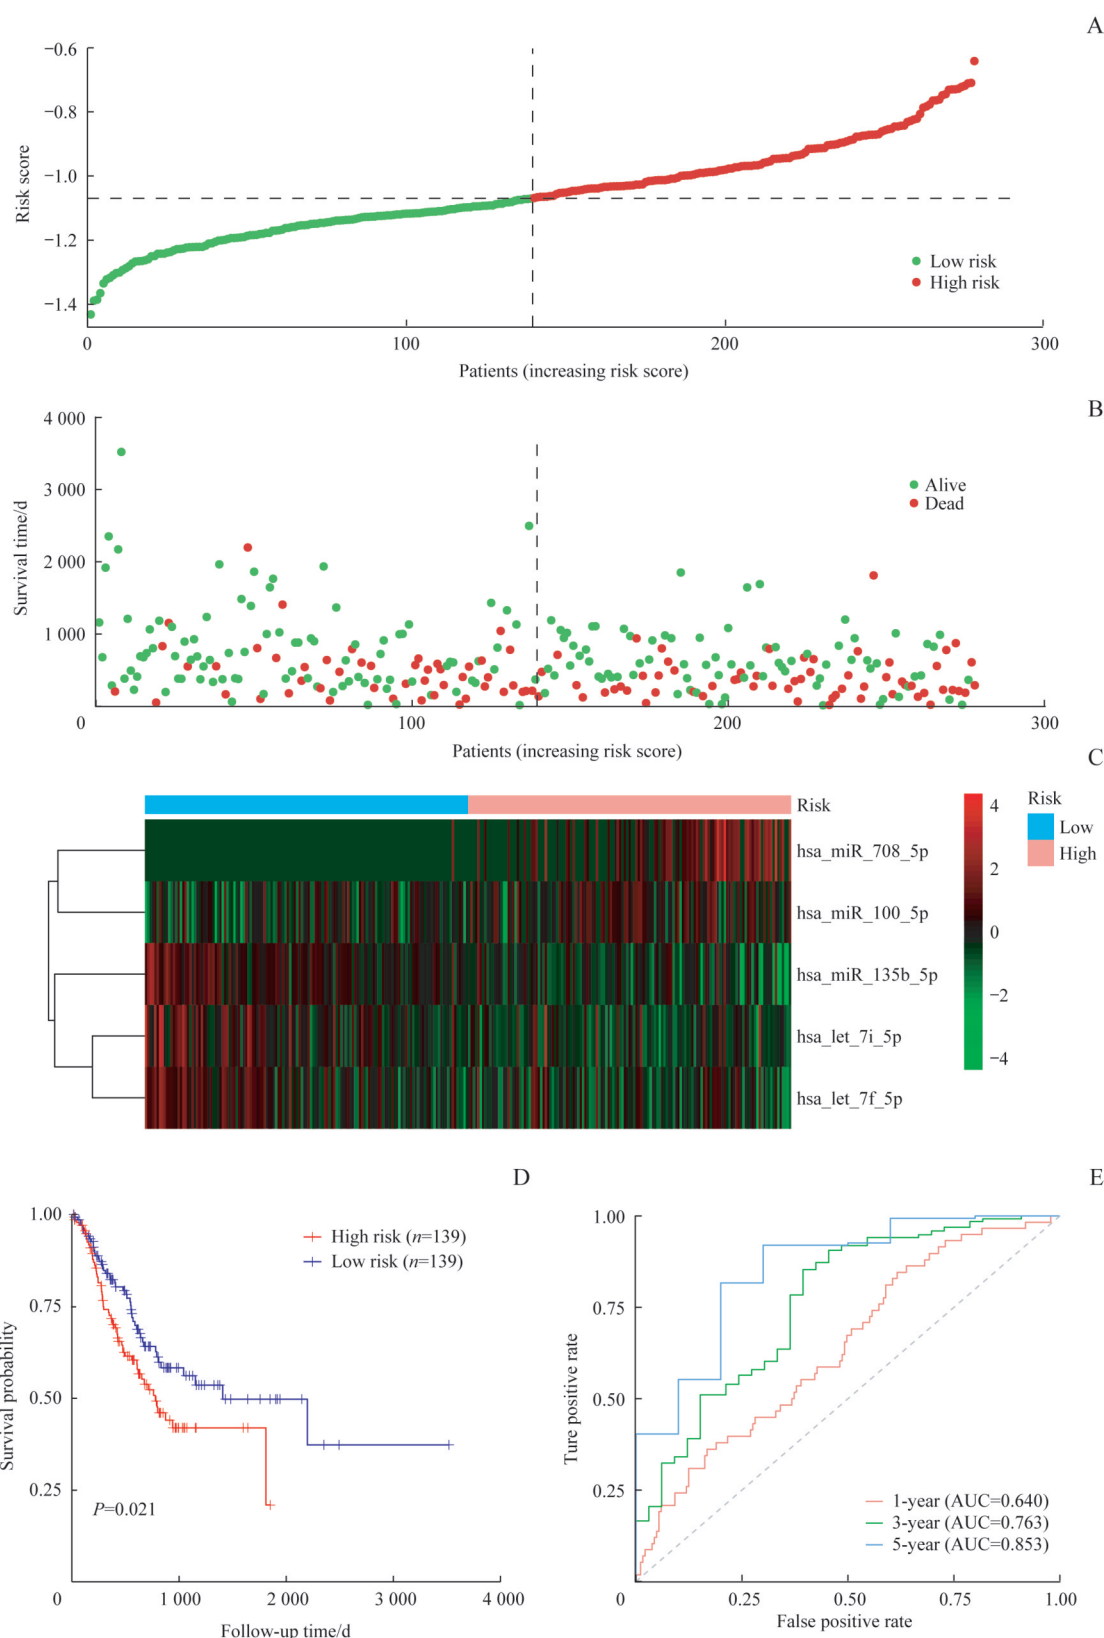 A
−0.6
−0.8
−1.0
−1.2
−1.4
Risk score
Low risk
High risk
0 100 200 300
Patients (increasing risk score)
B
4 000
3 000
2 000
1 000
0 100 200 300
Survival time/d
Alive
Dead
Patients (increasing risk score)
C
Risk
hsa_miR_708_5p
hsa_miR_100_5p
hsa_miR_135b_5p
hsa_let_7i_5p
hsa_let_7f_5p
4
2
0
−2
−4
Risk
Low
High
D
1.00
0.75
0.50
0.25
Survival probability
High risk (n=139)
Low risk (n=139)
P=0.021
0 1 000 2 000 3 000 4 000
Follow-up time/d
E
1.00
0.75
0.50
0.25
Ture positive rate
1-year (AUC=0.640)
3-year (AUC=0.763)
5-year (AUC=0.853)
0 0.25 0.50 0.75 1.00
False positive rate